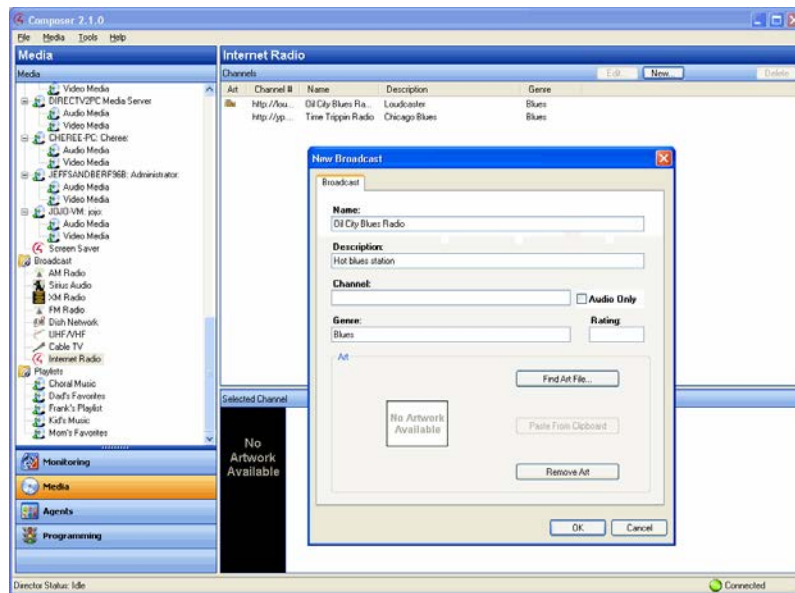 Composer 2.1.0
File Media Tools Help
Media
Internet Radio
Media
Channels
Edit...
New...
Delete
Art Channel # Name Description Genre
http://lou... Oil City Blues Ra... Loudcaster Blues
http://yp... Time Trippin Radio Chicago Blues Blues
Video Media
DIRECTV2PC Media Server
Audio Media
Video Media
CHEREE-PC: Cheree:
Audio Media
Video Media
JEFFSANDBERF96B: Administrator:
Audio Media
Video Media
JOJO-VM: jojo:
Audio Media
Video Media
Screen Saver
Broadcast
AM Radio
Sirius Audio
XM Radio
FM Radio
Dish Network
UHF/VHF
Cable TV
Internet Radio
Playlists
Choral Music
Dad's Favorites
Frank's Playlist
Kid's Music
Mom's Favorites
Monitoring
Media
Agents
Programming
New Broadcast
Broadcast
Name:
Oil City Blues Radio
Description:
Hot blues station
Channel:
Audio Only
Genre:
Rating:
Blues
Art
No Artwork
Available
Find Art File...
Paste From Clipboard
Remove Art
OK
Cancel
Selected Channel
No
Artwork
Available
Director Status: Idle
Connected